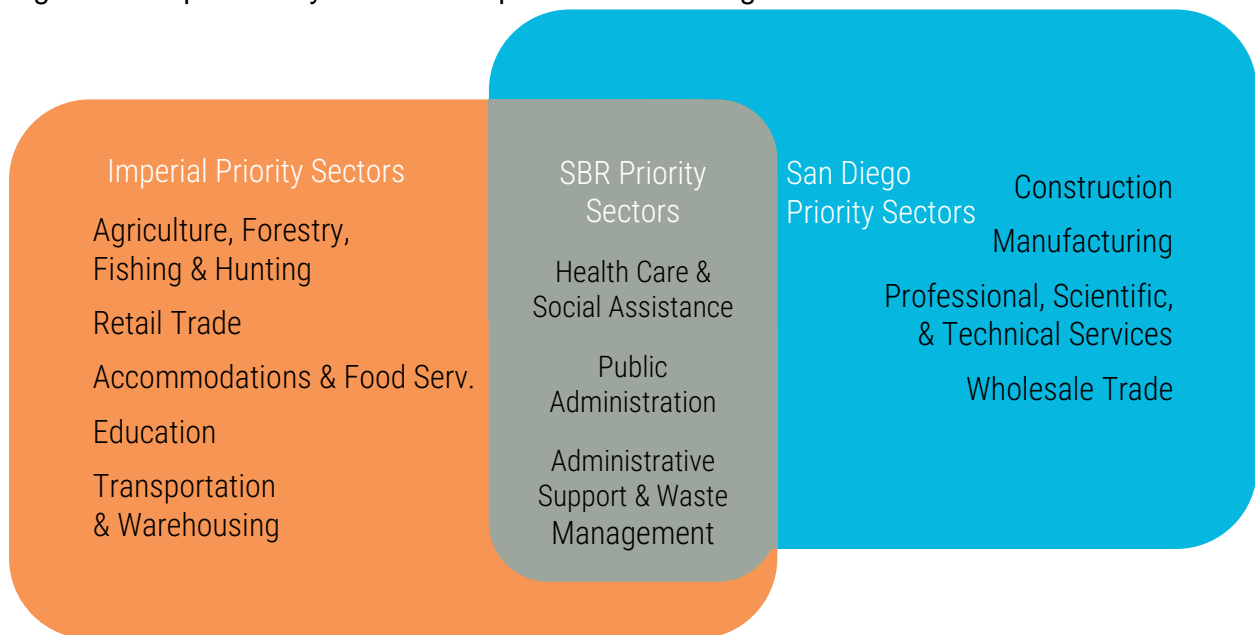 Imperial Priority Sectors
Agriculture, Forestry,
Fishing & Hunting
Retail Trade
Accommodations & Food Serv.
Education
Transportation
& Warehousing
SBR Priority
Sectors
Health Care &
Social Assistance
Public
Administration
Administrative
Support & Waste
Management
San Diego
Priority Sectors
Construction
Manufacturing
Professional, Scientific,
& Technical Services
Wholesale Trade